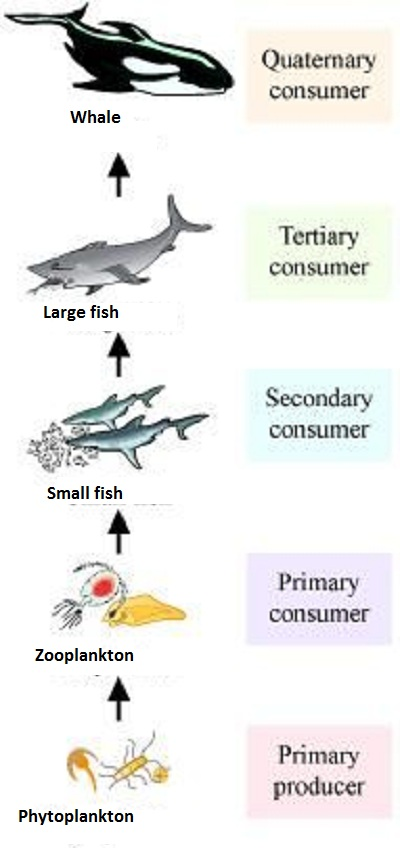 Quaternary
consumer
Whale
Tertiary
consumer
Large fish
Secondary
consumer
Small fish
Primary
consumer
Zooplankton
Primary
producer
Phytoplankton